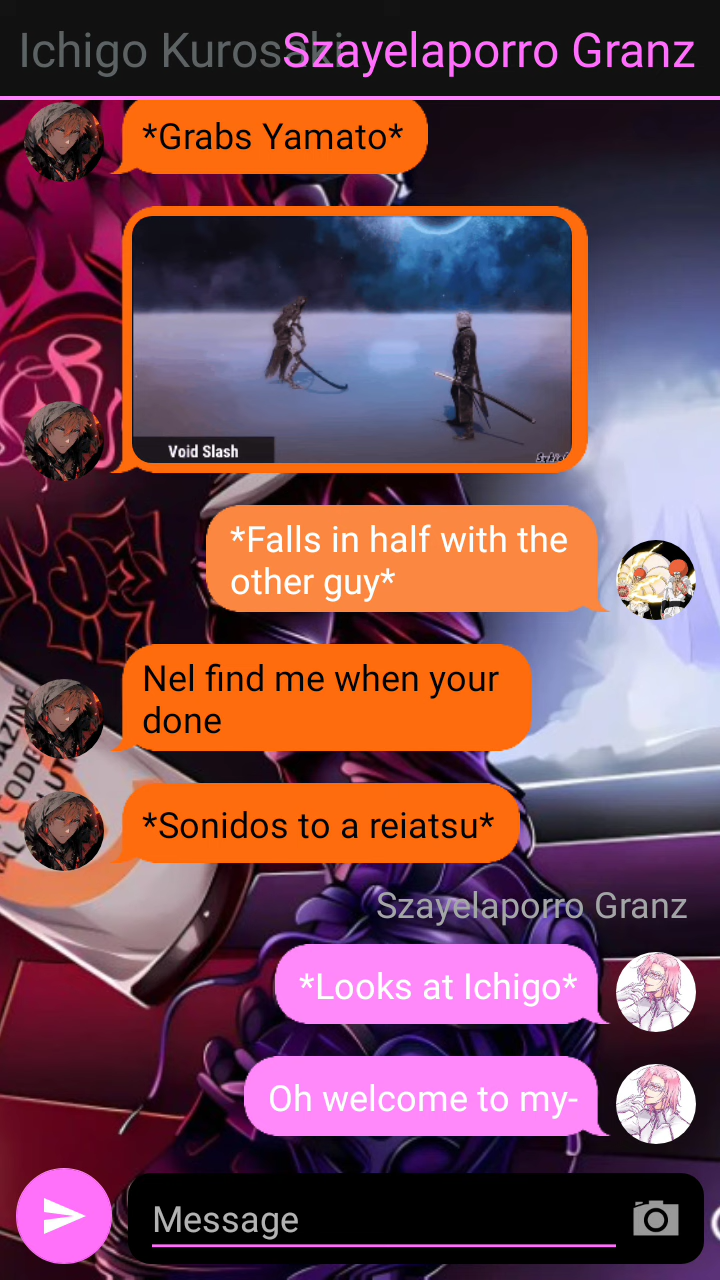 Ichigo Kurosaki
Szayelaporro Granz
*Grabs Yamato*
Void Slash
*Falls in half with the
other guy*
Nel find me when your
done
*Sonidos to a reiatsu*
Szayelaporro Granz
*Looks at Ichigo*
Oh welcome to my-
Message